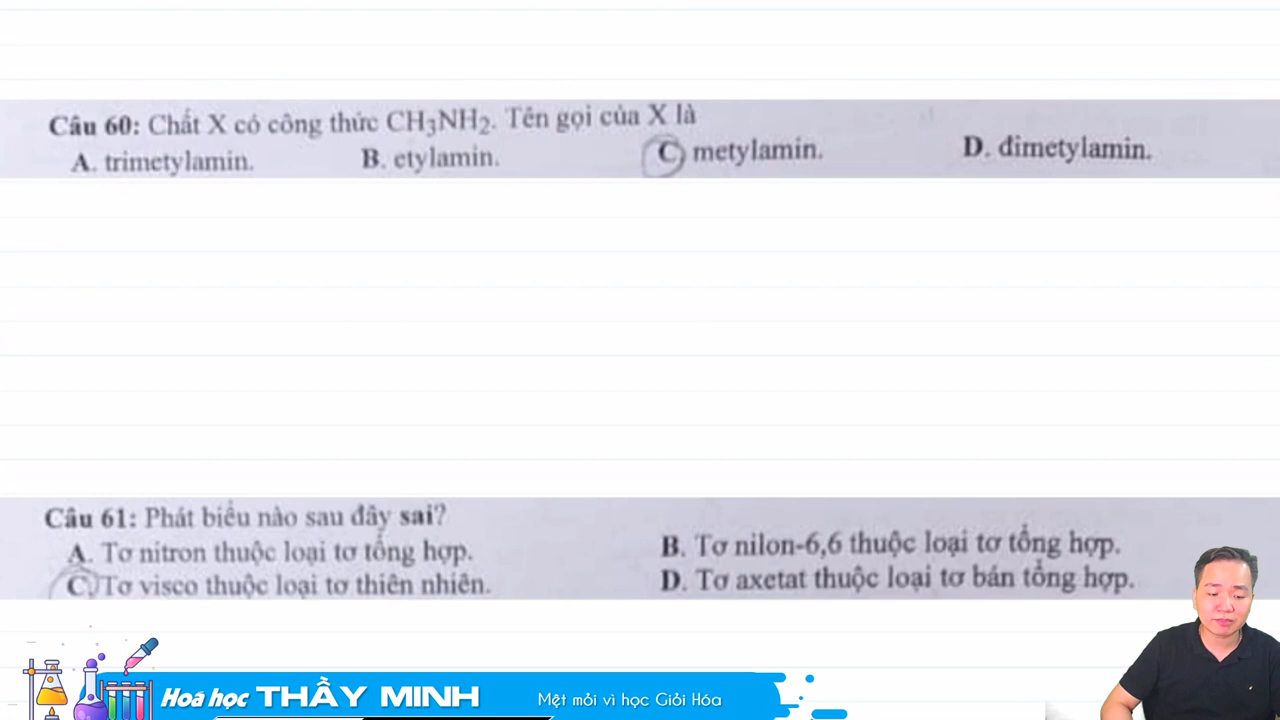 Câu 60: Chất X có công thức CH₃NH₂. Tên gọi của X là
A. trimetylamin. B. etylamin. C. metylamin. D. đimetylamin.
Câu 61: Phát biểu nào sau đây sai?
A. Tơ nitron thuộc loại tơ tổng hợp. B. Tơ nilon-6,6 thuộc loại tơ tổng hợp.
C. Tơ visco thuộc loại tơ thiên nhiên. D. Tơ axetat thuộc loại tơ bán tổng hợp.
Hoá học THẦY MINH Mệt mỏi vì học Giỏi Hóa